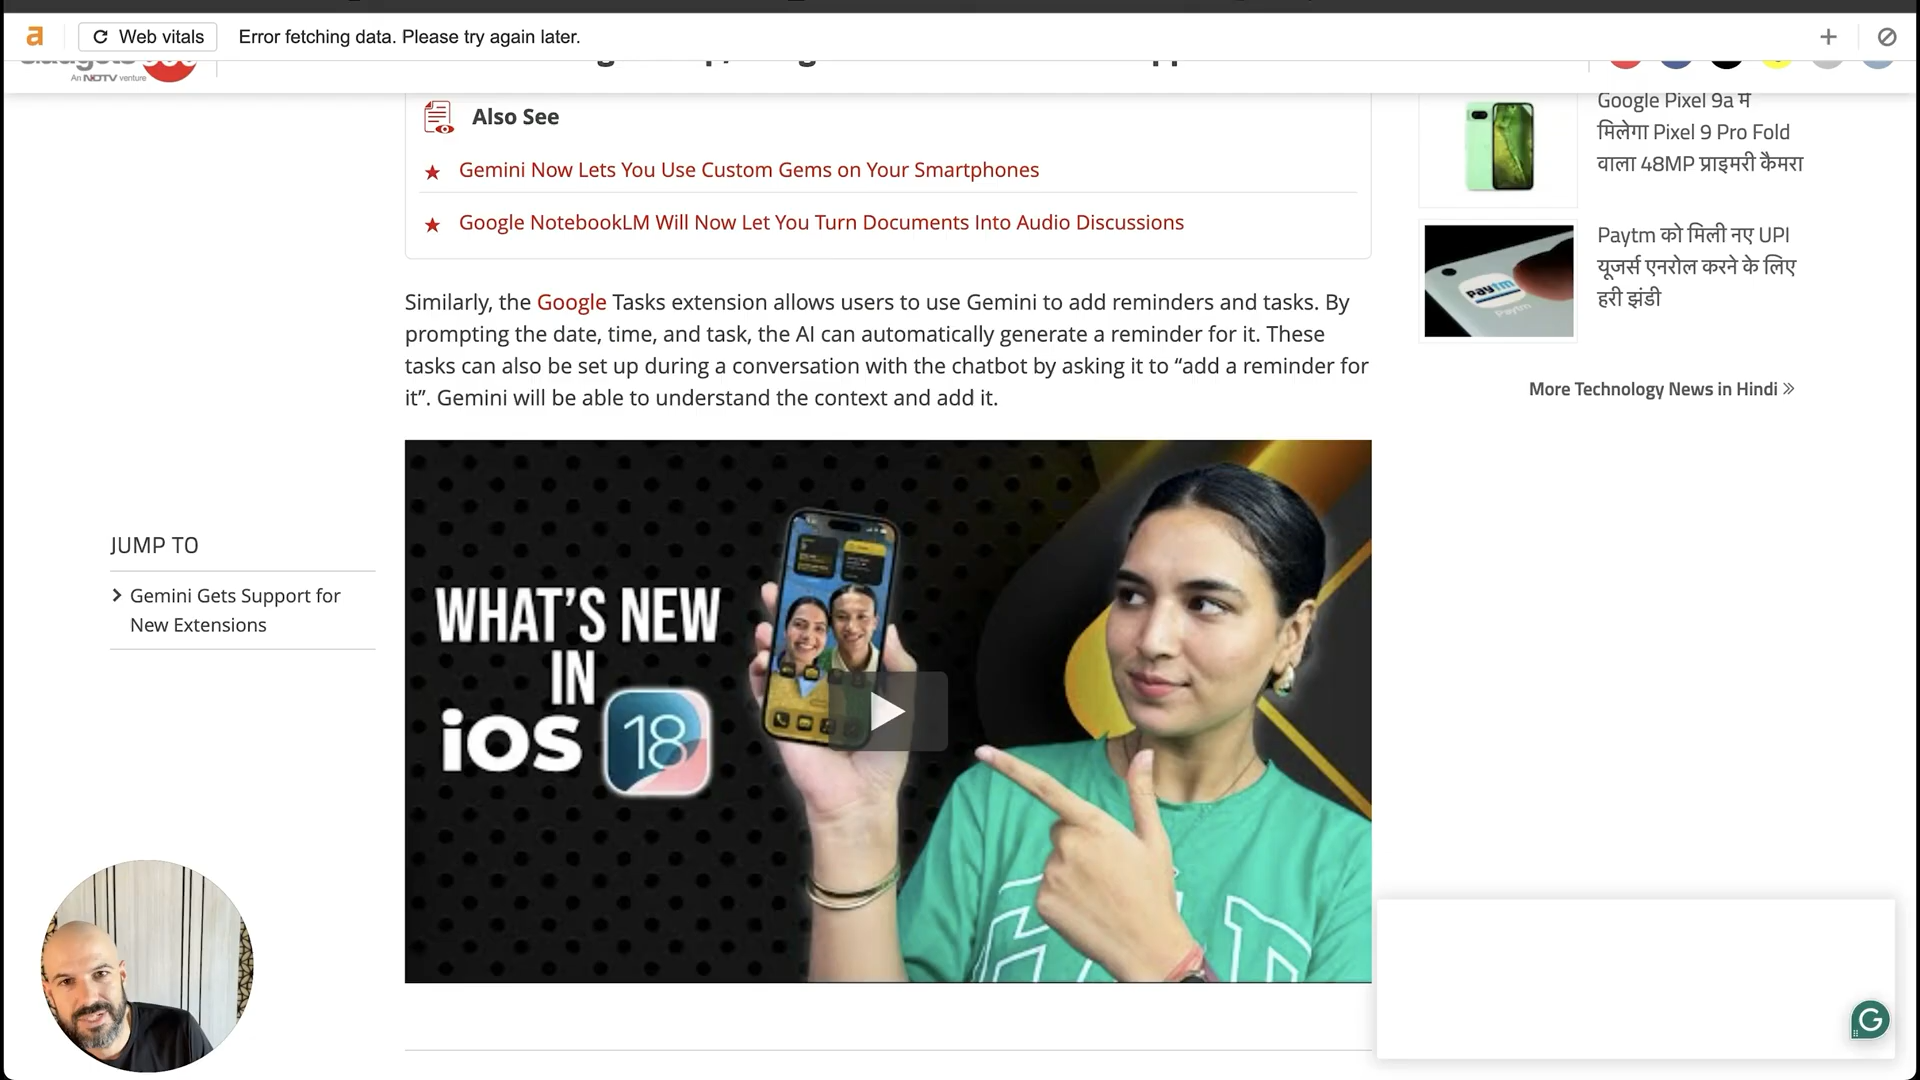 a
Web vitals
Error fetching data. Please try again later.
An NDTV venture
Also See
Gemini Now Lets You Use Custom Gems on Your Smartphones
Google NotebookLM Will Now Let You Turn Documents Into Audio Discussions
Similarly, the Google Tasks extension allows users to use Gemini to add reminders and tasks. By
prompting the date, time, and task, the AI can automatically generate a reminder for it. These
tasks can also be set up during a conversation with the chatbot by asking it to “add a reminder for
it”. Gemini will be able to understand the context and add it.
JUMP TO
Gemini Gets Support for
New Extensions
WHAT'S NEW
IN
iOS 18
Google Pixel 9a में
मिलेगा Pixel 9 Pro Fold
वाला 48MP प्राइमरी कैमरा
paytm
Paytm
Paytm को मिली नए UPI
यूजर्स एनरोल करने के लिए
हरी झंडी
More Technology News in Hindi »
G